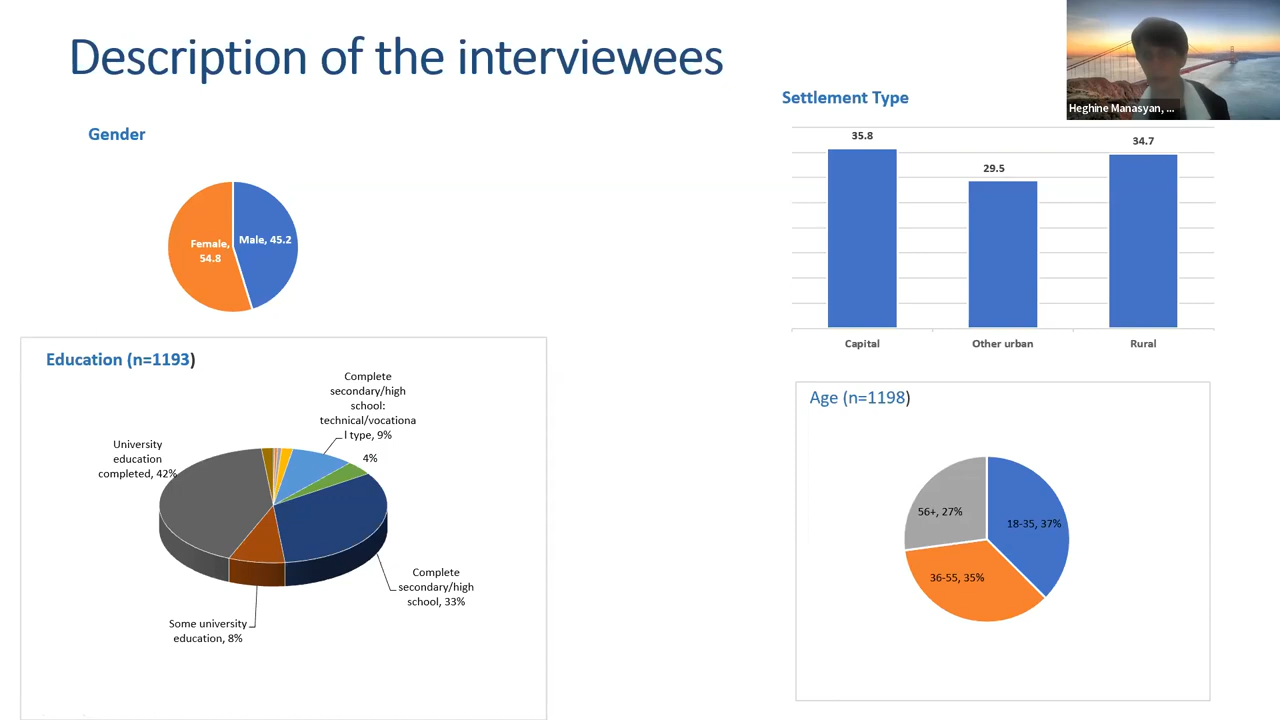 Description of the interviewees
Heghine Manasyan, ...
Settlement Type
Gender
35.8
29.5
34.7
Female,
54.8
Male, 45.2
Capital
Other urban
Rural
Education (n=1193)
Complete
secondary/high
school:
technical/vocationa
l type, 9%
4%
University
education
completed, 42%
Complete
secondary/high
school, 33%
Some university
education, 8%
Age (n=1198)
56+, 27%
18-35, 37%
36-55, 35%